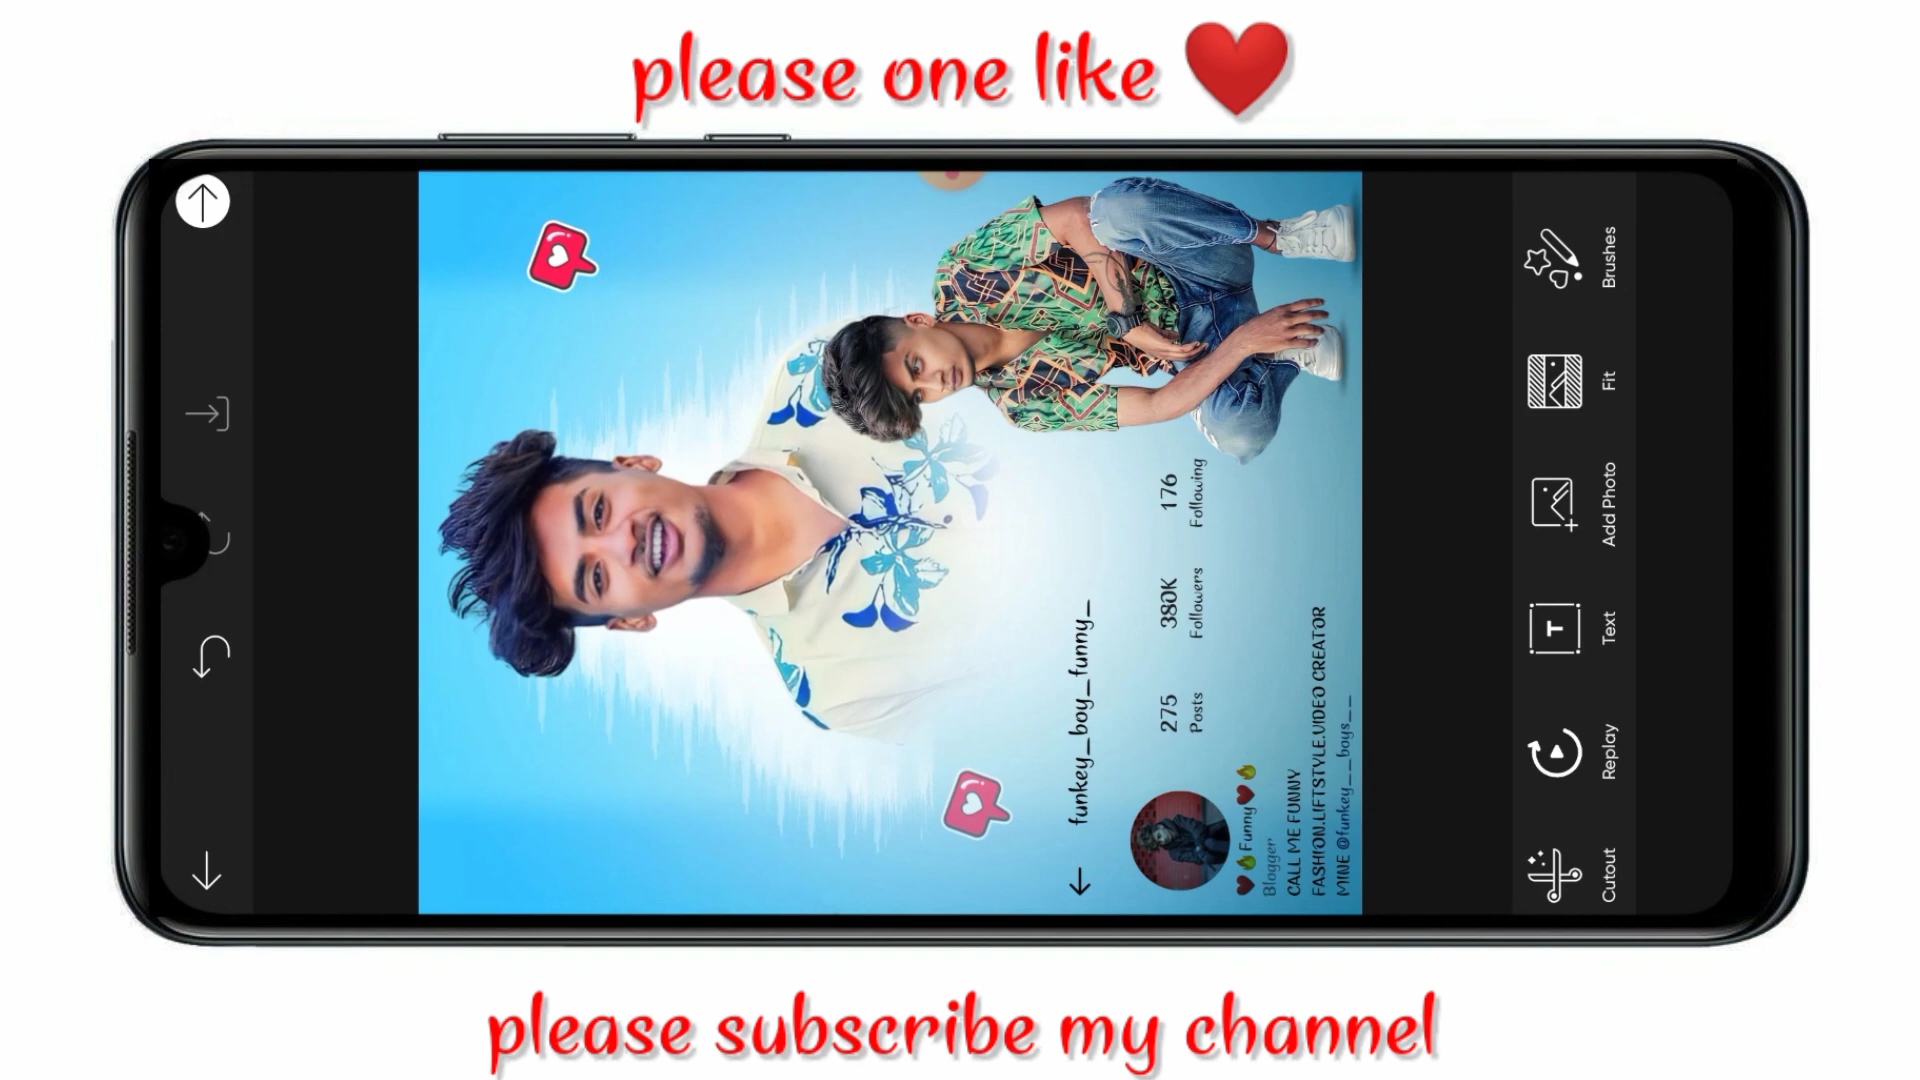 please one like ❤️
funkey_boy_funny_
275 380K 176
Posts Followers Following
❤️🔥Funny❤️🔥
Blogger
CALL ME FUNNY
FASHION.LIFTSTYLE.VIDEO CREATOR
MINE @funkey__boys__
Cutout
Replay
Text
Add Photo
Fit
Brushes
please subscribe my channel